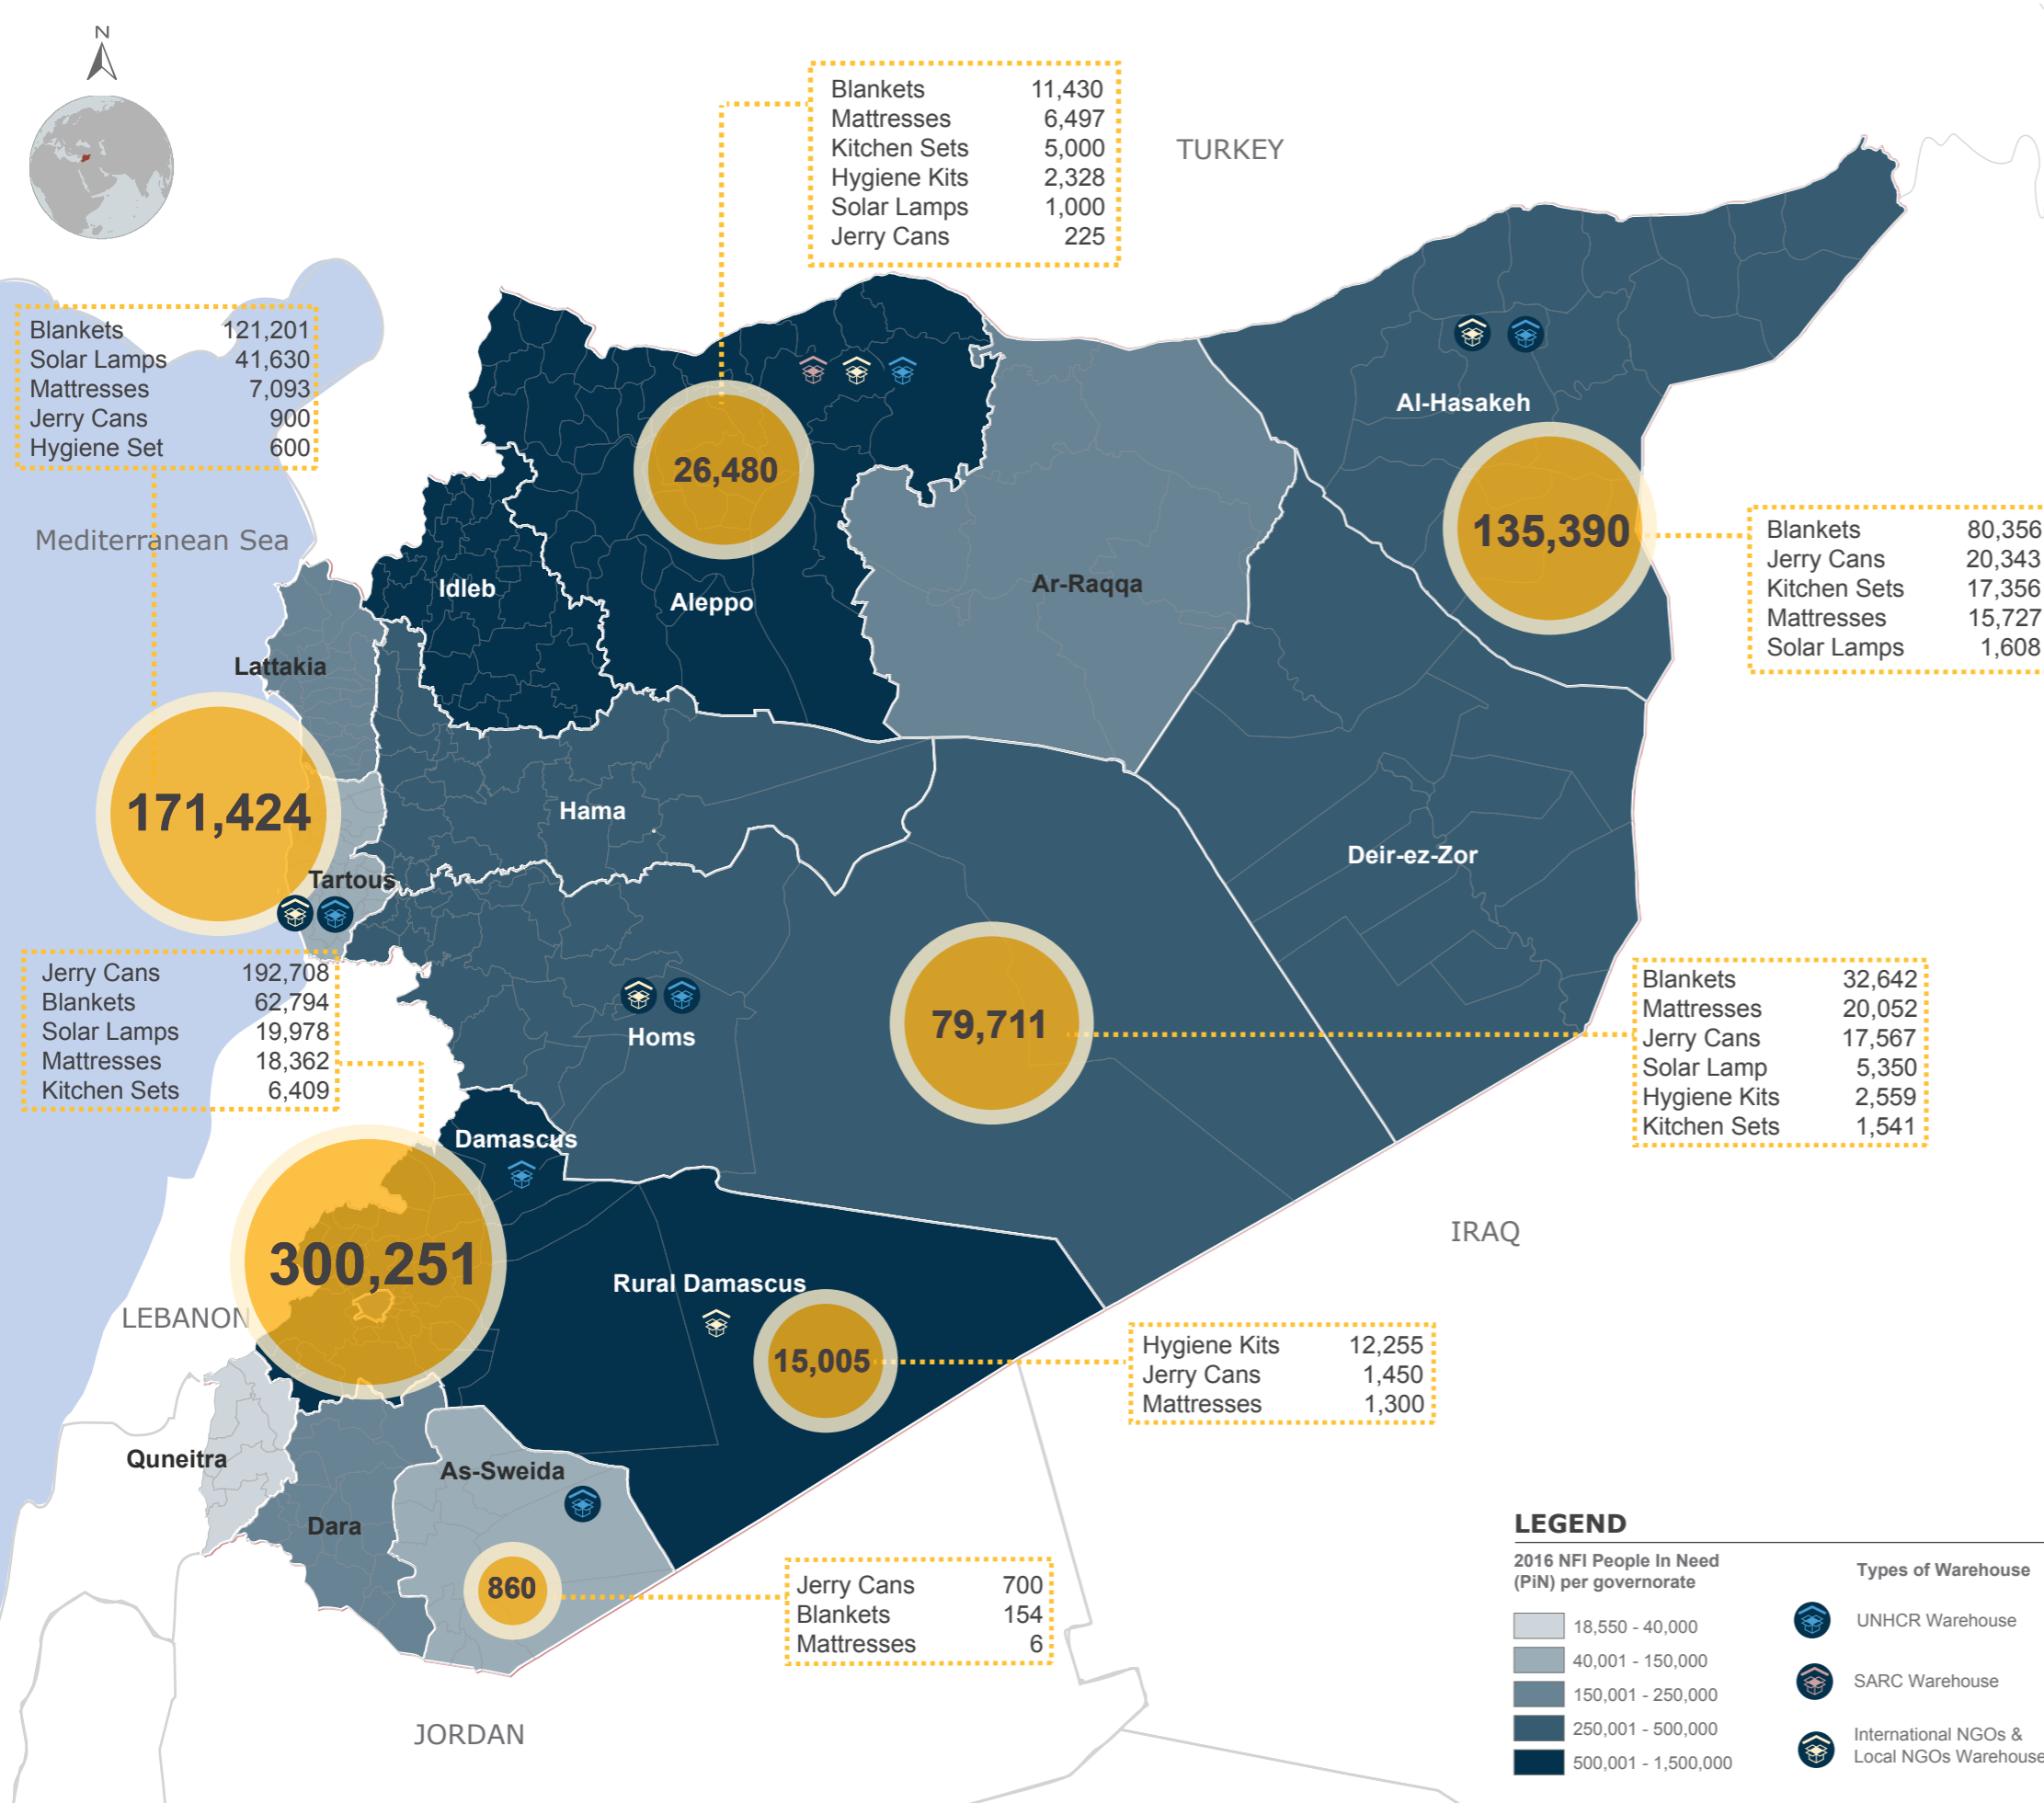 N
Blankets 11,430
Mattresses 6,497
Kitchen Sets 5,000
Hygiene Kits 2,328
Solar Lamps 1,000
Jerry Cans 225
TURKEY
Blankets 121,201
Solar Lamps 41,630
Mattresses 7,093
Jerry Cans 900
Hygiene Set 600
Mediterranean Sea
Al-Hasakeh
26,480
135,390
Blankets 80,356
Jerry Cans 20,343
Kitchen Sets 17,356
Mattresses 15,727
Solar Lamps 1,608
Idleb
Aleppo
Ar-Raqqa
Lattakia
171,424
Hama
Deir-ez-Zor
Tartous
Jerry Cans 192,708
Blankets 62,794
Solar Lamps 19,978
Mattresses 18,362
Kitchen Sets 6,409
Homs
79,711
Blankets 32,642
Mattresses 20,052
Jerry Cans 17,567
Solar Lamp 5,350
Hygiene Kits 2,559
Kitchen Sets 1,541
Damascus
300,251
IRAQ
Rural Damascus
LEBANON
15,005
Hygiene Kits 12,255
Jerry Cans 1,450
Mattresses 1,300
Quneitra
As-Sweida
Dara
860
Jerry Cans 700
Blankets 154
Mattresses 6
JORDAN
LEGEND
2016 NFI People In Need
(PiN) per governorate
18,550 - 40,000
40,001 - 150,000
150,001 - 250,000
250,001 - 500,000
500,001 - 1,500,000
Types of Warehouse
UNHCR Warehouse
SARC Warehouse
International NGOs &
Local NGOs Warehouse